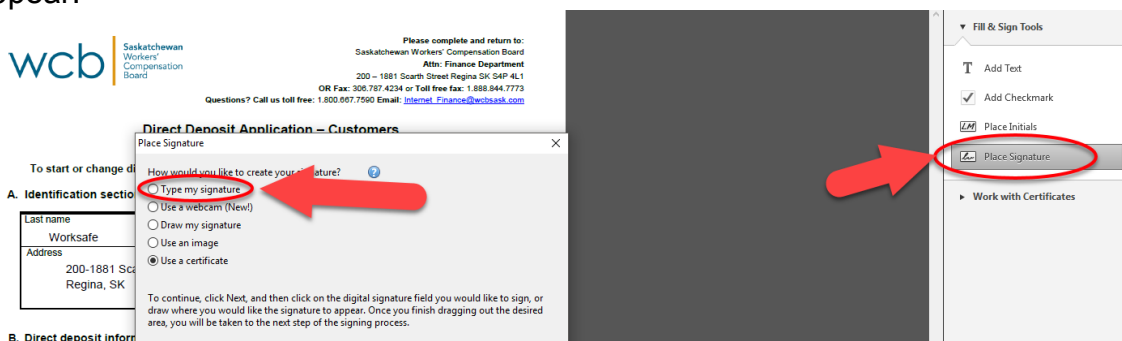 wcb
Saskatchewan
Workers'
Compensation
Board
Please complete and return to:
Saskatchewan Workers' Compensation Board
Attn: Finance Department
200 – 1881 Scarth Street Regina SK S4P 4L1
OR Fax: 306.787.4234 or Toll free fax: 1.888.844.7773
Questions? Call us toll free: 1.800.667.7590 Email: Internet_Finance@wcbsask.com
Direct Deposit Application – Customers
To start or change di
A. Identification sectio
Last name
Worksafe
Address
200-1881 Sca
Regina, SK
B. Direct deposit inforr
Place Signature
How would you like to create your signature?
Type my signature
Use a webcam (New!)
Draw my signature
Use an image
Use a certificate
To continue, click Next, and then click on the digital signature field you would like to sign, or
draw where you would like the signature to appear. Once you finish dragging out the desired
area, you will be taken to the next step of the signing process.
Fill & Sign Tools
T Add Text
Add Checkmark
LM Place Initials
Place Signature
Work with Certificates